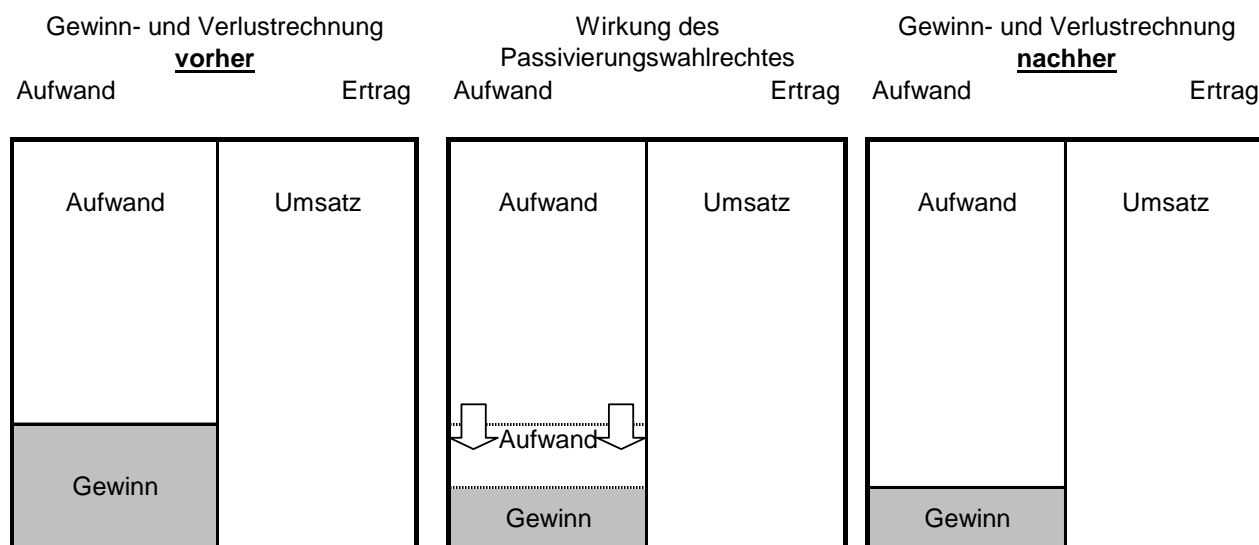 Gewinn- und Verlustrechnung
vorher
Aufwand Ertrag
Aufwand Umsatz
Gewinn
Wirkung des
Passivierungswahlrechtes
Aufwand Ertrag
Aufwand Umsatz
Aufwand
Gewinn
Gewinn- und Verlustrechnung
nachher
Aufwand Ertrag
Aufwand Umsatz
Gewinn